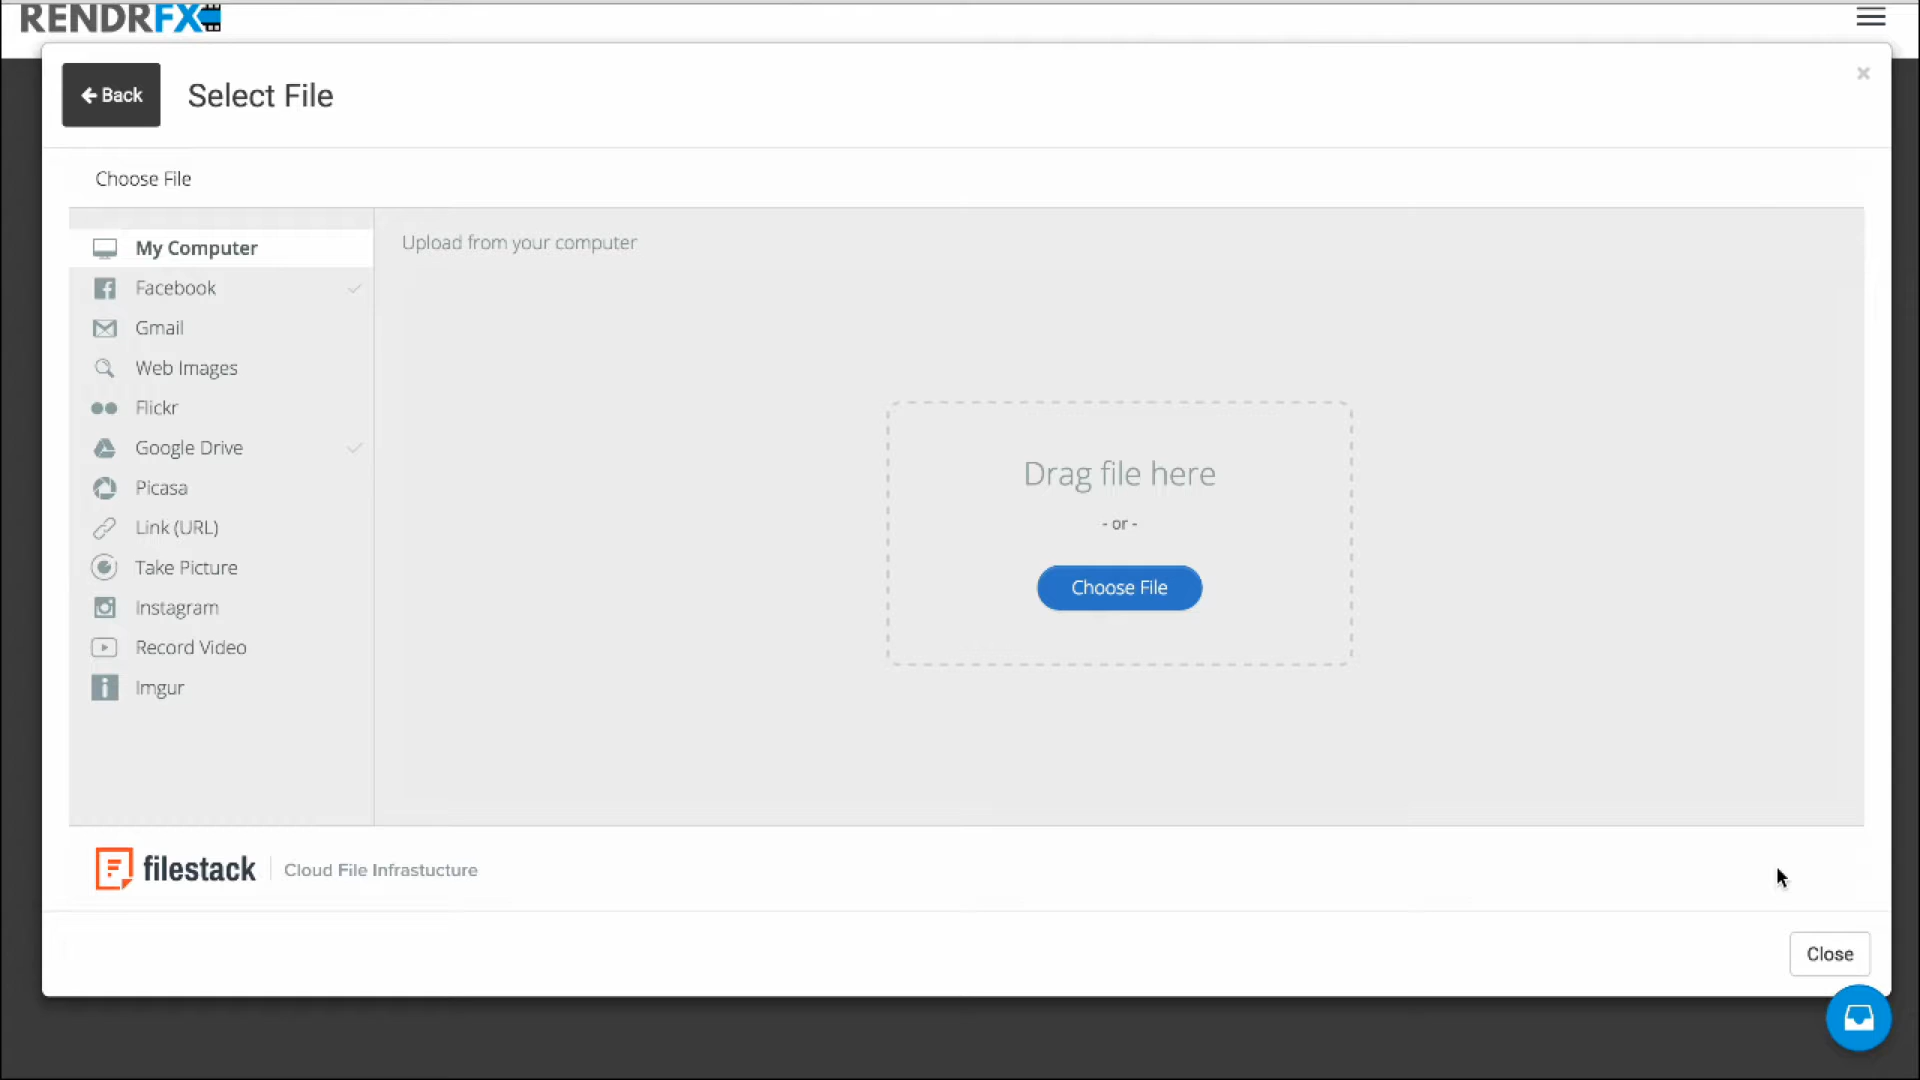 RENDRFX
← Back
Select File
×
Choose File
My Computer
Facebook
Gmail
Web Images
Flickr
Google Drive
Picasa
Link (URL)
Take Picture
Instagram
Record Video
Imgur
Upload from your computer
Drag file here
- or -
Choose File
filestack
Cloud File Infrastucture
Close